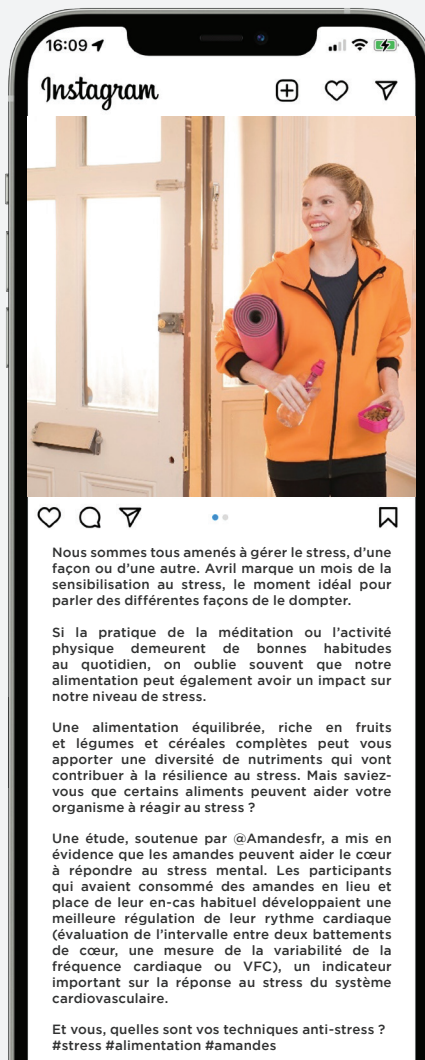 16:09
Instagram
Nous sommes tous amenés à gérer le stress, d'une
façon ou d'une autre. Avril marque un mois de la
sensibilisation au stress, le moment idéal pour
parler des différentes façons de le dompter.
Si la pratique de la méditation ou l'activité
physique demeurent de bonnes habitudes
au quotidien, on oublie souvent que notre
alimentation peut également avoir un impact sur
notre niveau de stress.
Une alimentation équilibrée, riche en fruits
et légumes et céréales complètes peut vous
apporter une diversité de nutriments qui vont
contribuer à la résilience au stress. Mais saviez-
vous que certains aliments peuvent aider votre
organisme à réagir au stress ?
Une étude, soutenue par @Amandesfr, a mis en
évidence que les amandes peuvent aider le cœur
à répondre au stress mental. Les participants
qui avaient consommé des amandes en lieu et
place de leur en-cas habituel développaient une
meilleure régulation de leur rythme cardiaque
(évaluation de l'intervalle entre deux battements
de cœur, une mesure de la variabilité de la
fréquence cardiaque ou VFC), un indicateur
important sur la réponse au stress du système
cardiovasculaire.
Et vous, quelles sont vos techniques anti-stress ?
#stress #alimentation #amandes